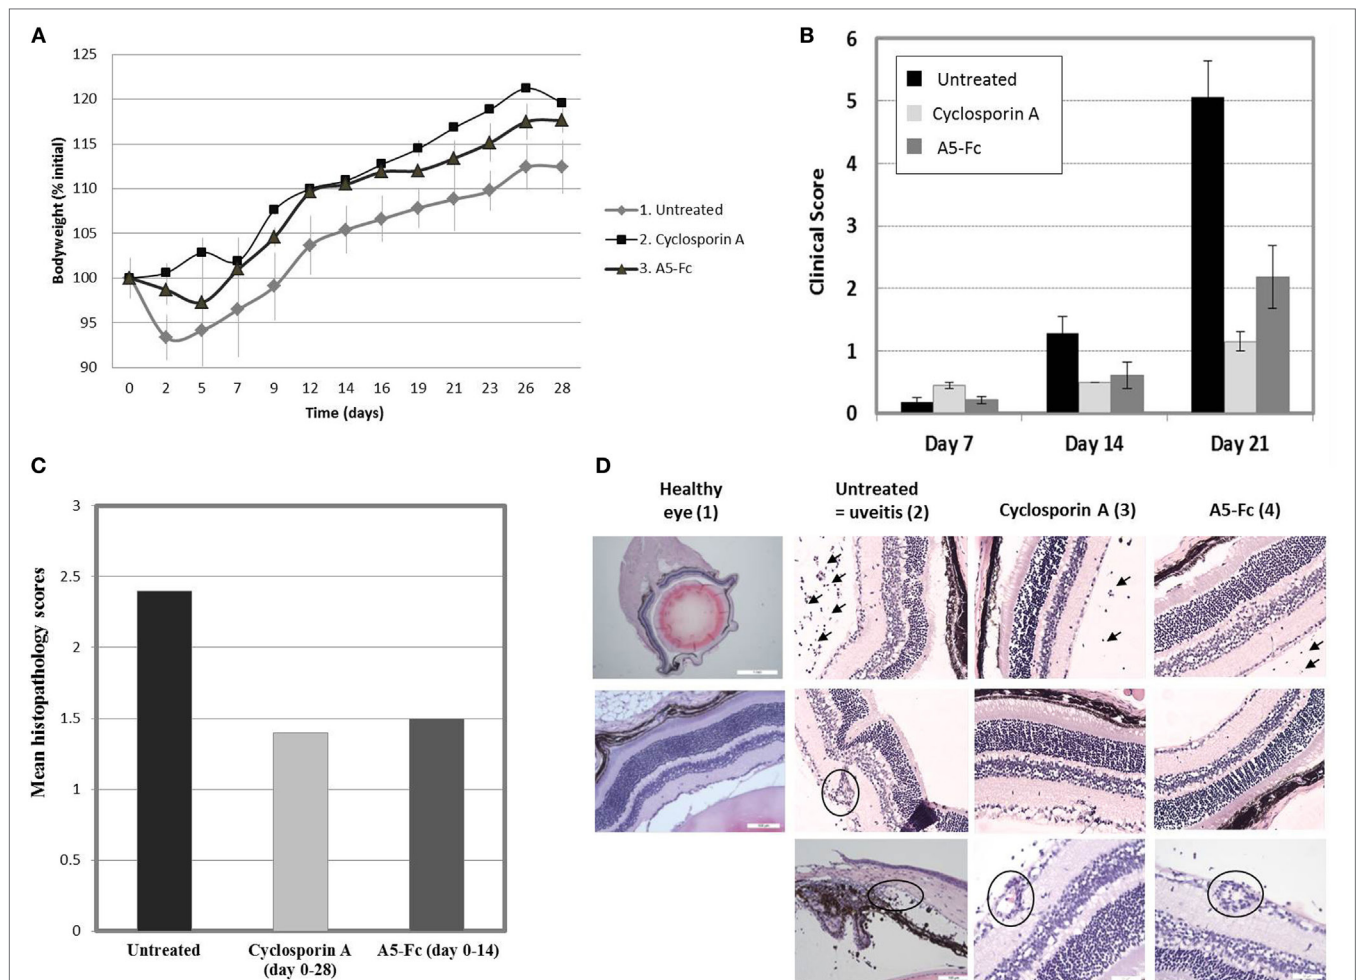 A
125
120
115
110
105
100
95
90
Bodyweight (% initial)
0 2 5 7 9 12 14 16 19 21 23 26 28
Time (days)
1. Untreated
2. Cyclosporin A
3. A5-Fc
B
6
5
4
3
2
1
0
Clinical Score
Untreated
Cyclosporin A
A5-Fc
Day 7 Day 14 Day 21
C
3
2.5
2
1.5
1
0.5
0
Mean histopathology scores
Untreated Cyclosporin A A5-Fc (day 0-14)
(day 0-28)
D
Healthy
eye (1)
Untreated
= uveitis (2)
Cyclosporin A (3)
A5-Fc (4)